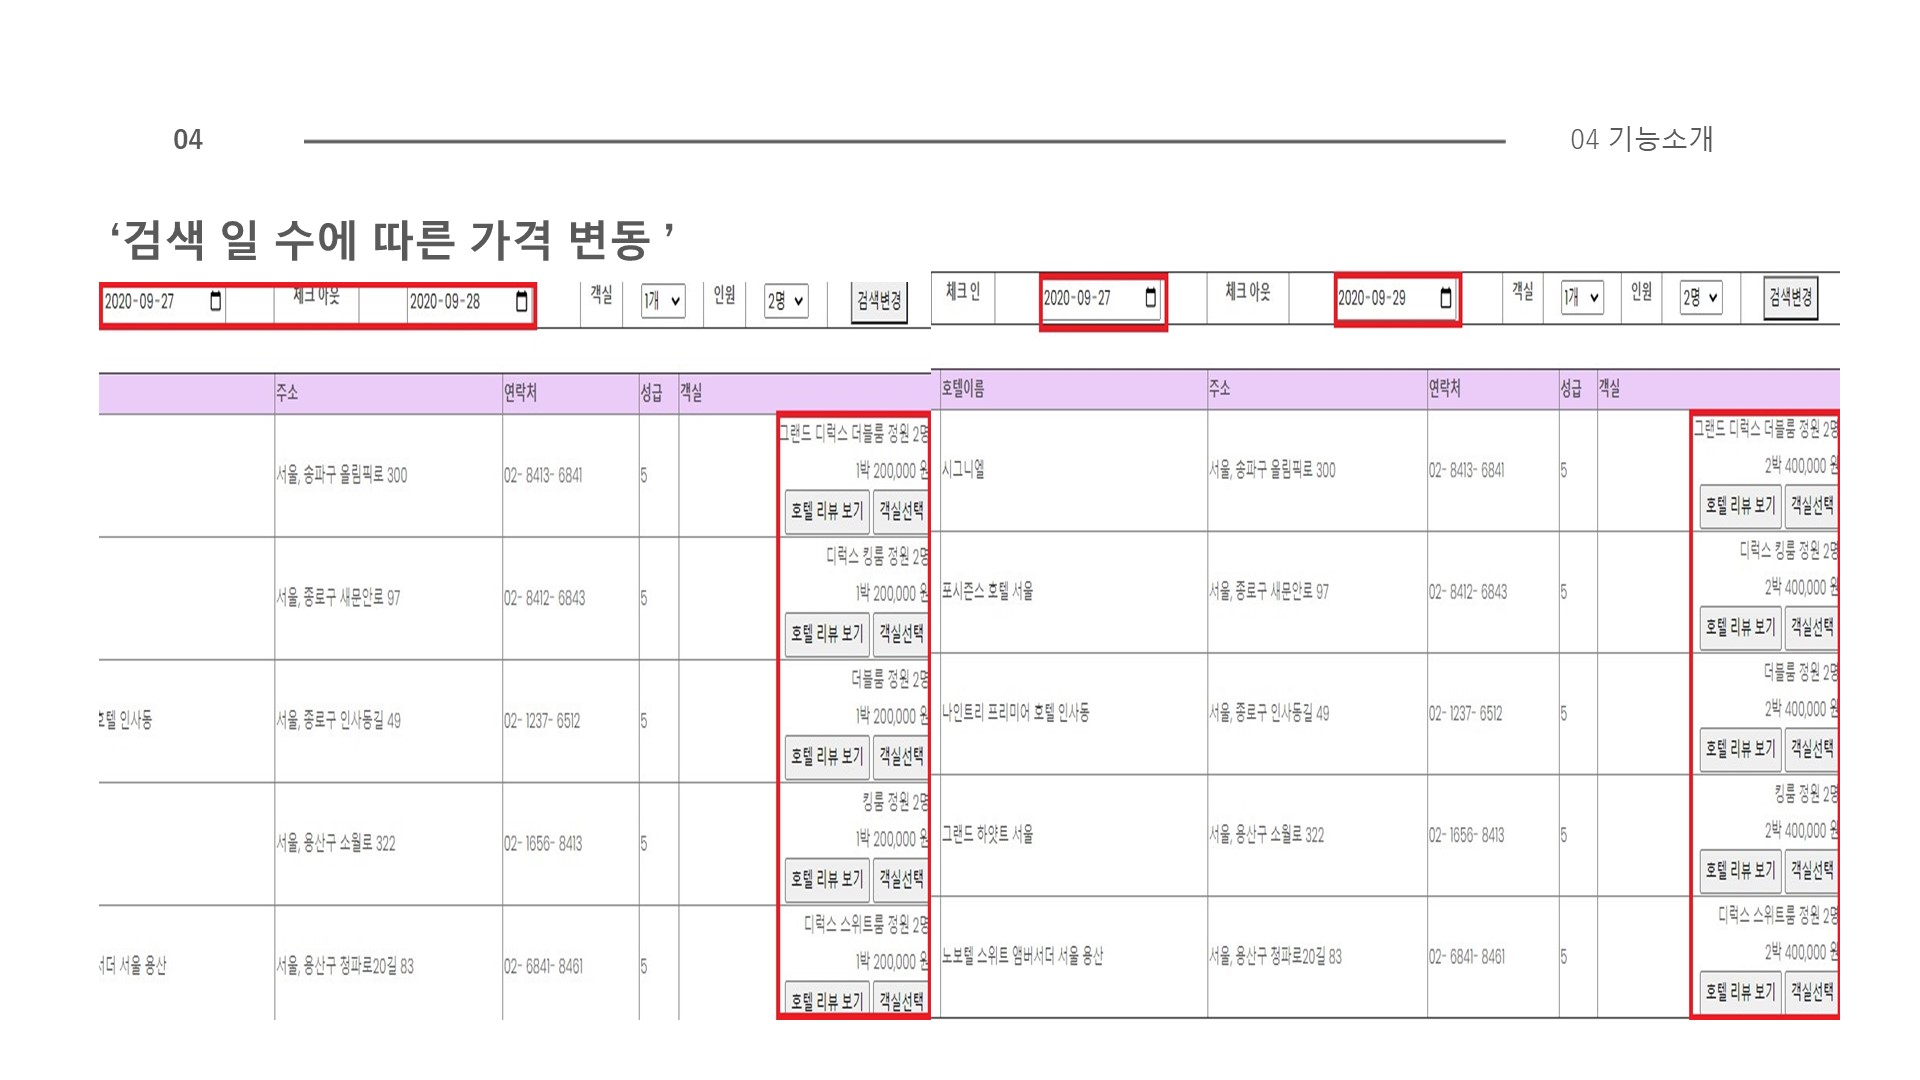 04
04 기능소개
‘검색 일 수에 따른 가격 변동 ’
2020-09-27 체크 아웃 2020-09-28 객실 1개 인원 2명 검색변경
주소 연락처 성급 객실
그랜드 디럭스 더블룸 정원 2명
서울, 송파구 올림픽로 300 02- 8413- 6841 5 1박 200,000 원
호텔 리뷰 보기 객실선택
디럭스 킹룸 정원 2명
서울, 종로구 새문안로 97 02- 8412- 6843 5 1박 200,000 원
호텔 리뷰 보기 객실선택
더블룸 정원 2명
호텔 인사동 서울, 종로구 인사동길 49 02- 1237- 6512 5 1박 200,000 원
호텔 리뷰 보기 객실선택
킹룸 정원 2명
서울, 용산구 소월로 322 02- 1656- 8413 5 1박 200,000 원
호텔 리뷰 보기 객실선택
디럭스 스위트룸 정원 2명
서더 서울 용산 서울, 용산구 청파로20길 83 02- 6841- 8461 5 1박 200,000 원
호텔 리뷰 보기 객실선택
체크 인 2020-09-27 체크 아웃 2020-09-29 객실 1개 인원 2명 검색변경
호텔이름 주소 연락처 성급 객실
그랜드 디럭스 더블룸 정원 2명
시그니엘 서울, 송파구 올림픽로 300 02- 8413- 6841 5 2박 400,000 원
호텔 리뷰 보기 객실선택
디럭스 킹룸 정원 2명
포시즌스 호텔 서울 서울, 종로구 새문안로 97 02- 8412- 6843 5 2박 400,000 원
호텔 리뷰 보기 객실선택
더블룸 정원 2명
나인트리 프리미어 호텔 인사동 서울, 종로구 인사동길 49 02- 1237- 6512 5 2박 400,000 원
호텔 리뷰 보기 객실선택
킹룸 정원 2명
그랜드 하얏트 서울 서울, 용산구 소월로 322 02- 1656- 8413 5 2박 400,000 원
호텔 리뷰 보기 객실선택
디럭스 스위트룸 정원 2명
노보텔 스위트 앰버서더 서울 용산 서울, 용산구 청파로20길 83 02- 6841- 8461 5 2박 400,000 원
호텔 리뷰 보기 객실선택